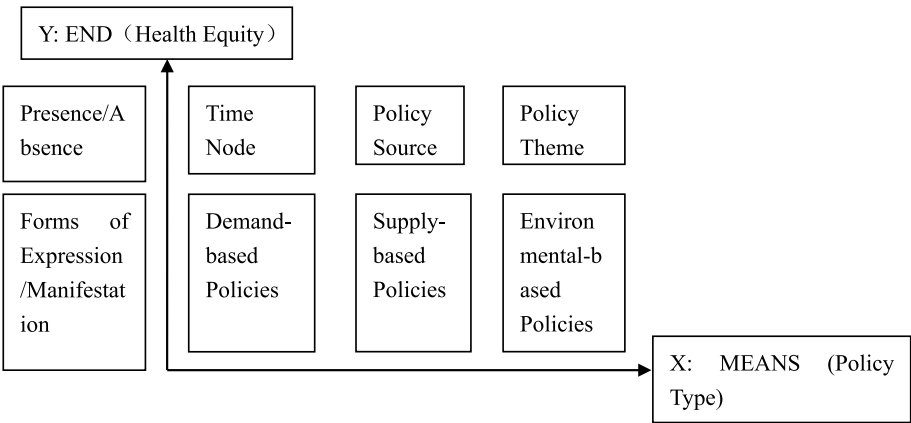 Y: END（Health Equity）
Presence/A
bsence
Time
Node
Policy
Source
Policy
Theme
Forms of
Expression
/Manifestat
ion
Demand-
based
Policies
Supply-
based
Policies
Environ
mental-b
ased
Policies
X: MEANS (Policy
Type)